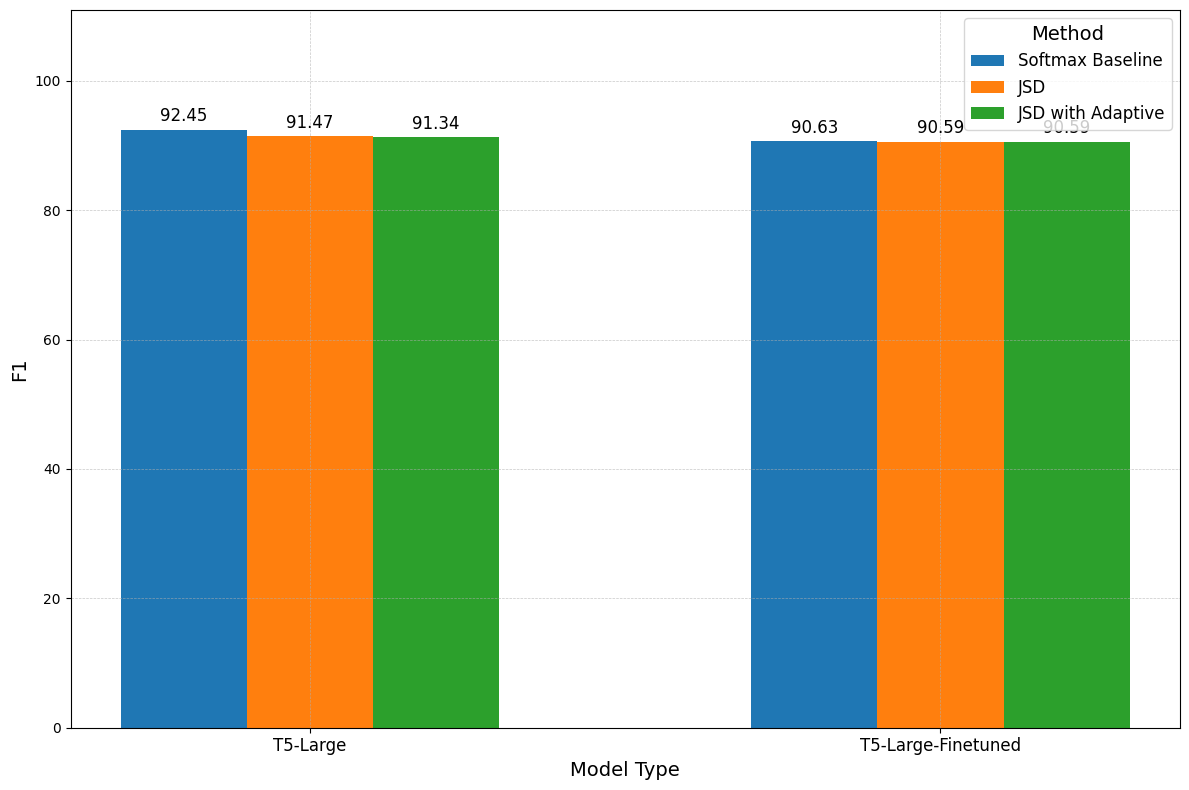 Method
Softmax Baseline
JSD
JSD with Adaptive
92.45
91.47
91.34
90.63
90.59
90.59
100
80
60
40
20
0
F1
T5-Large
T5-Large-Finetuned
Model Type